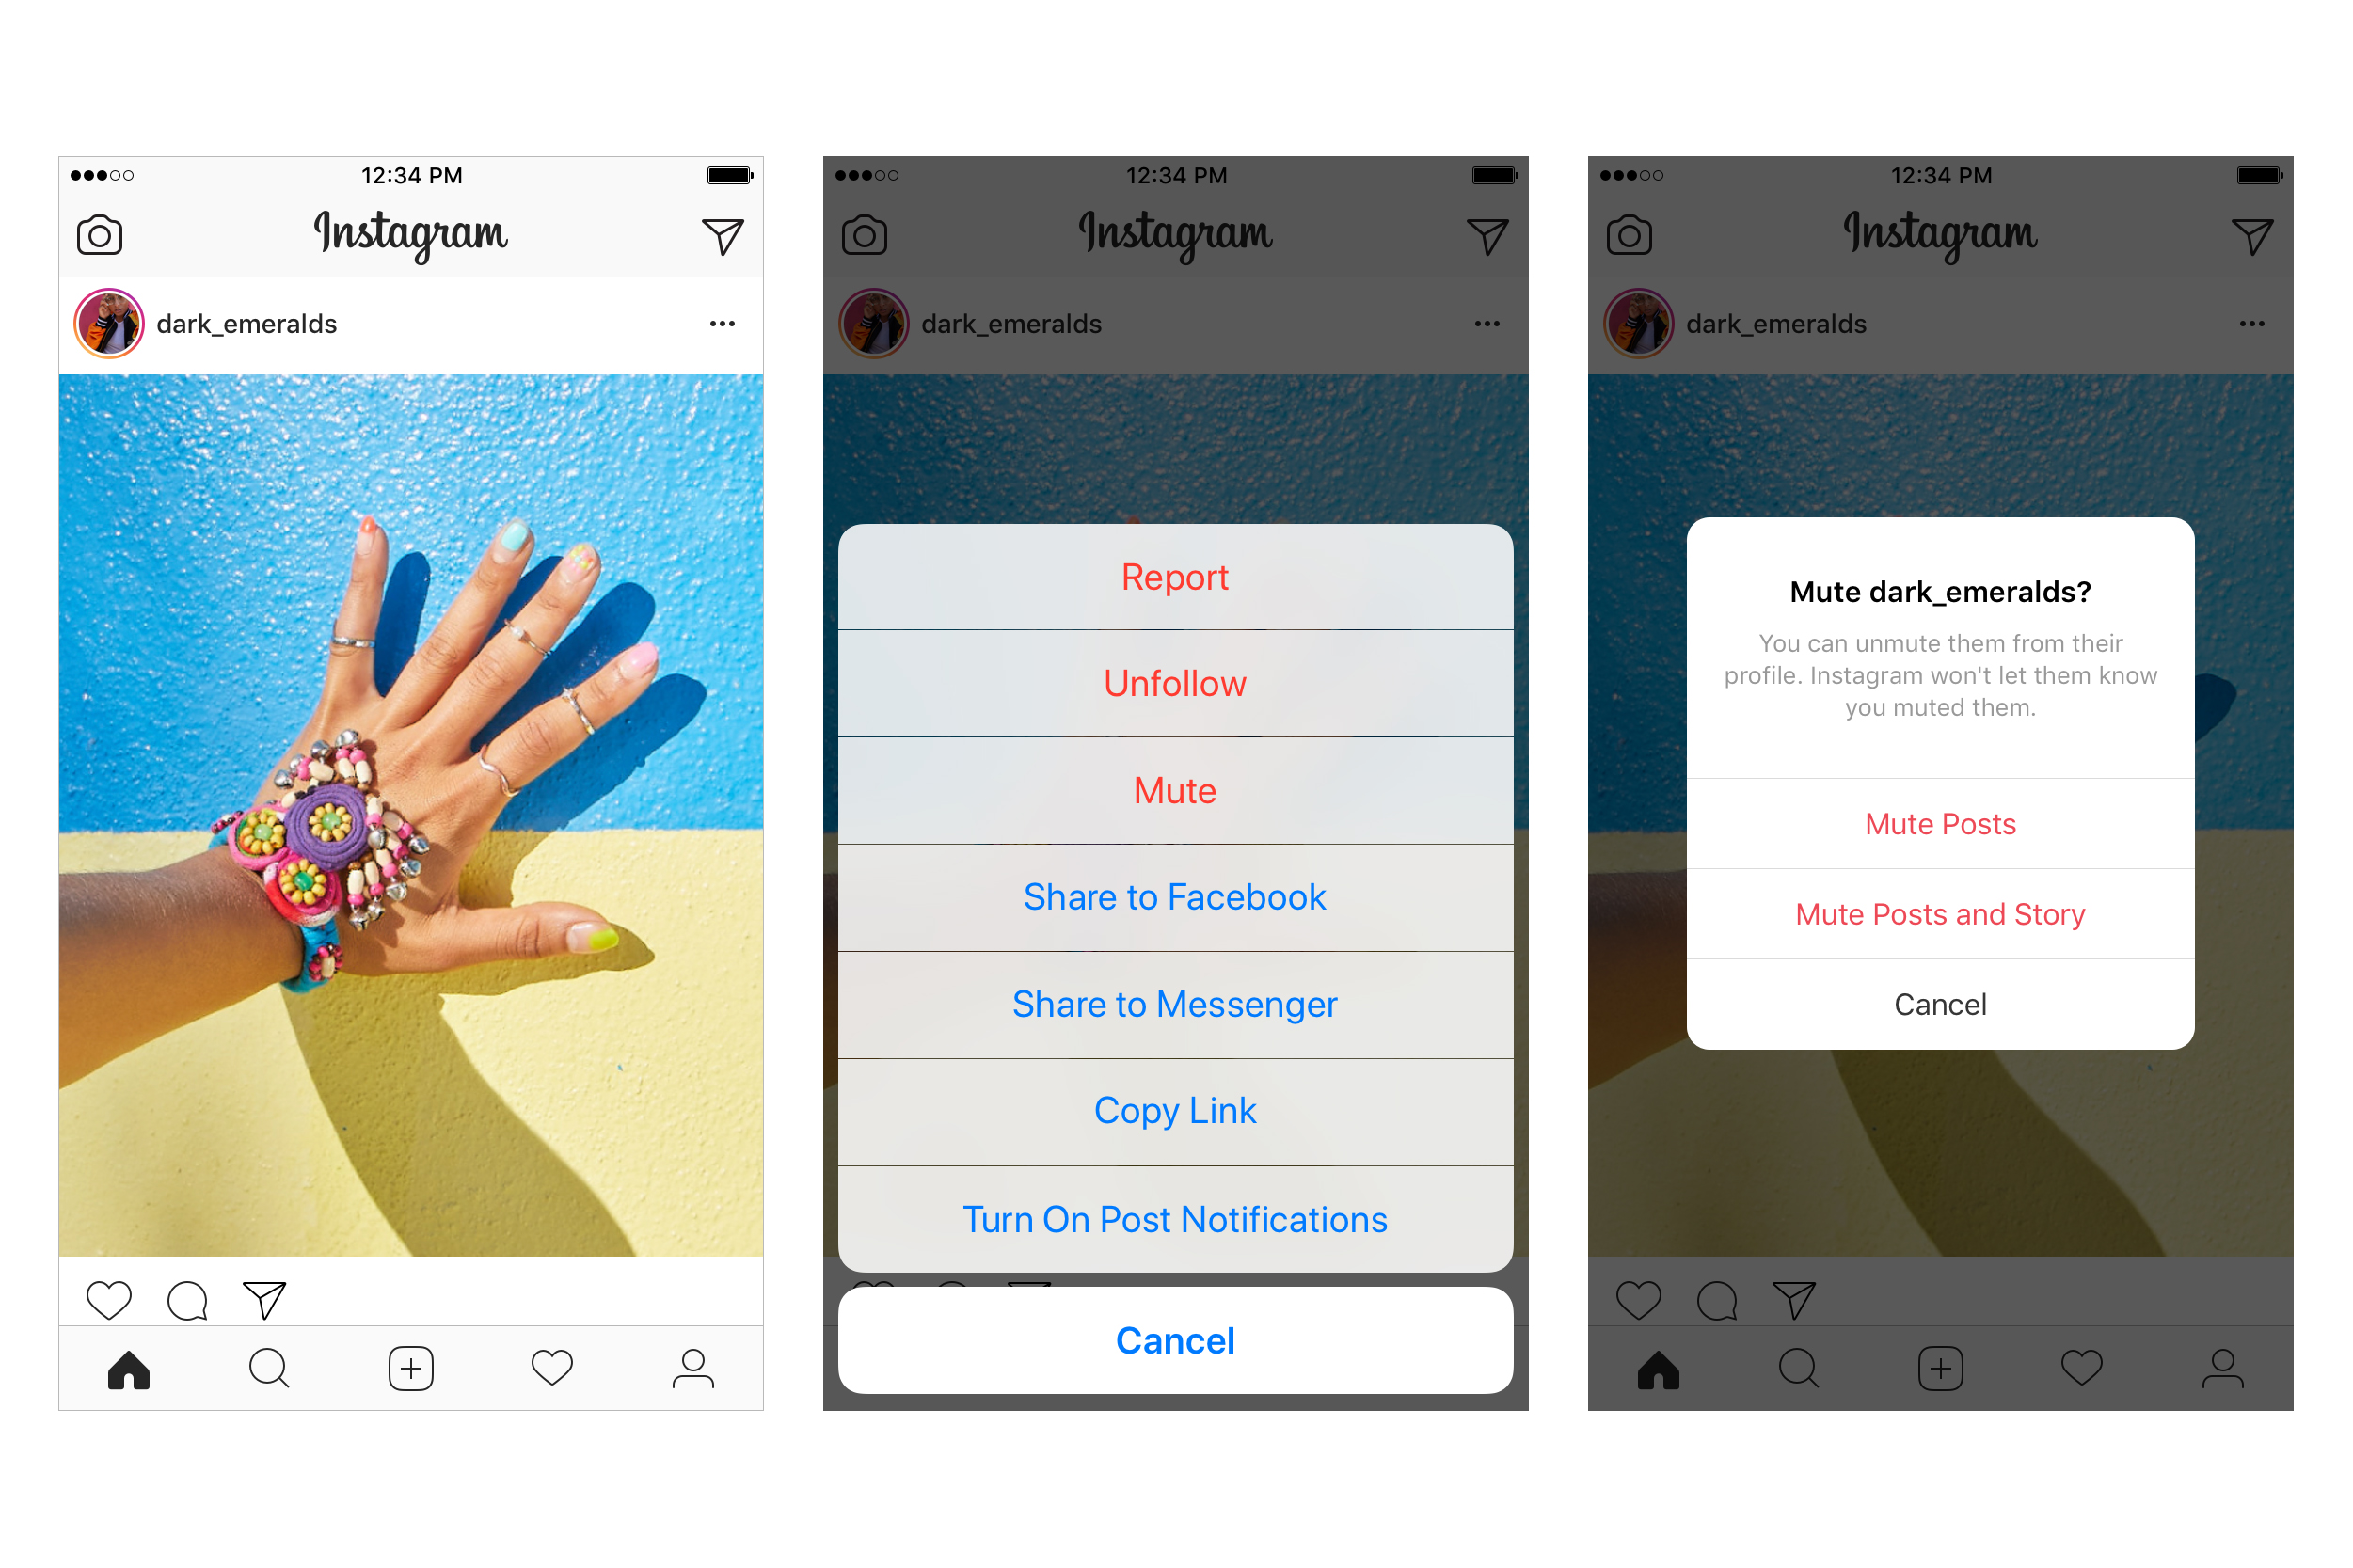 12:34 PM
Instagram
dark_emeralds
12:34 PM
Instagram
dark_emeralds
Report
Unfollow
Mute
Share to Facebook
Share to Messenger
Copy Link
Turn On Post Notifications
Cancel
12:34 PM
Instagram
dark_emeralds
Mute dark_emeralds?
You can unmute them from their
profile. Instagram won't let them know
you muted them.
Mute Posts
Mute Posts and Story
Cancel